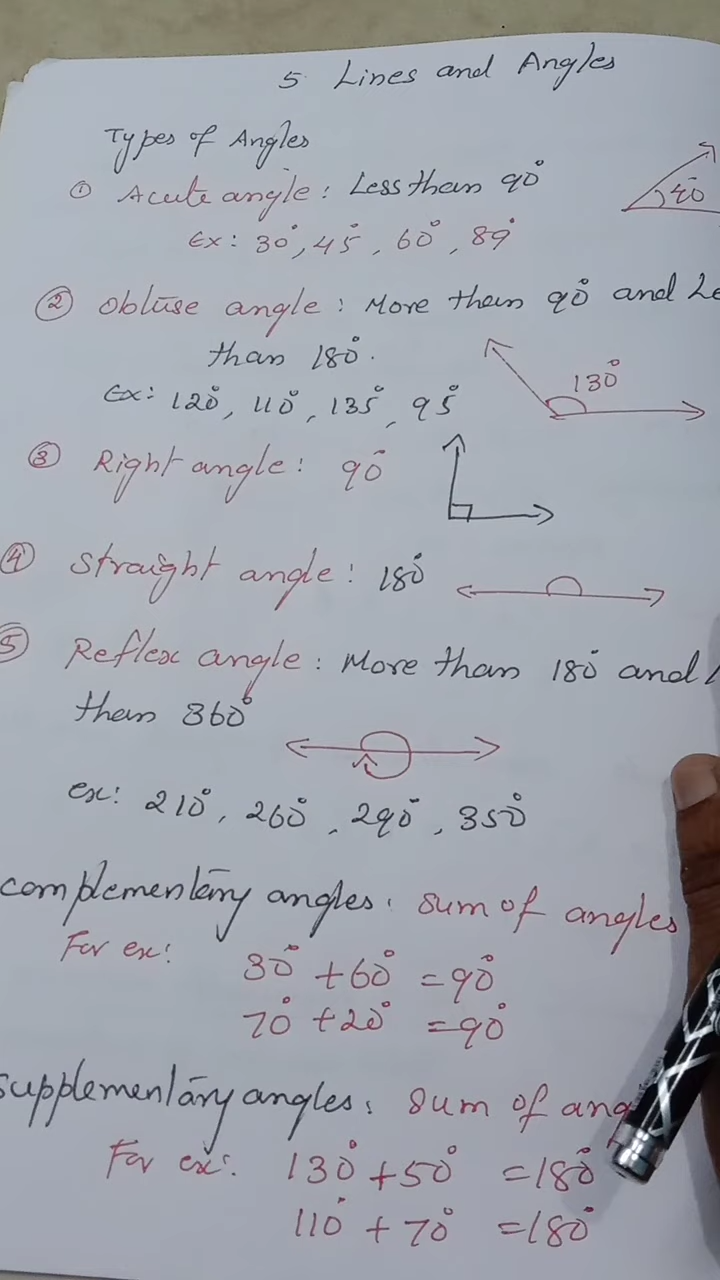 5 Lines and Angles
Types of Angles
① Acute angle: Less than 90°
40°
Ex: 30°, 45°, 60°, 89°
② Obtuse angle: More than 90° and Le
than 180°.
130°
Ex: 120°, 110°, 135°, 95°
③ Right angle: 90°
④ Straight angle: 180°
⑤ Reflex angle: More than 180° and
than 360°
ex: 210°, 260°, 290°, 350°
complementary angles: sum of angles
For ex: 30° + 60° = 90°
70° + 20° = 90°
supplementary angles: sum of ang
For ex: 130° + 50° = 180°
110° + 70° = 180°